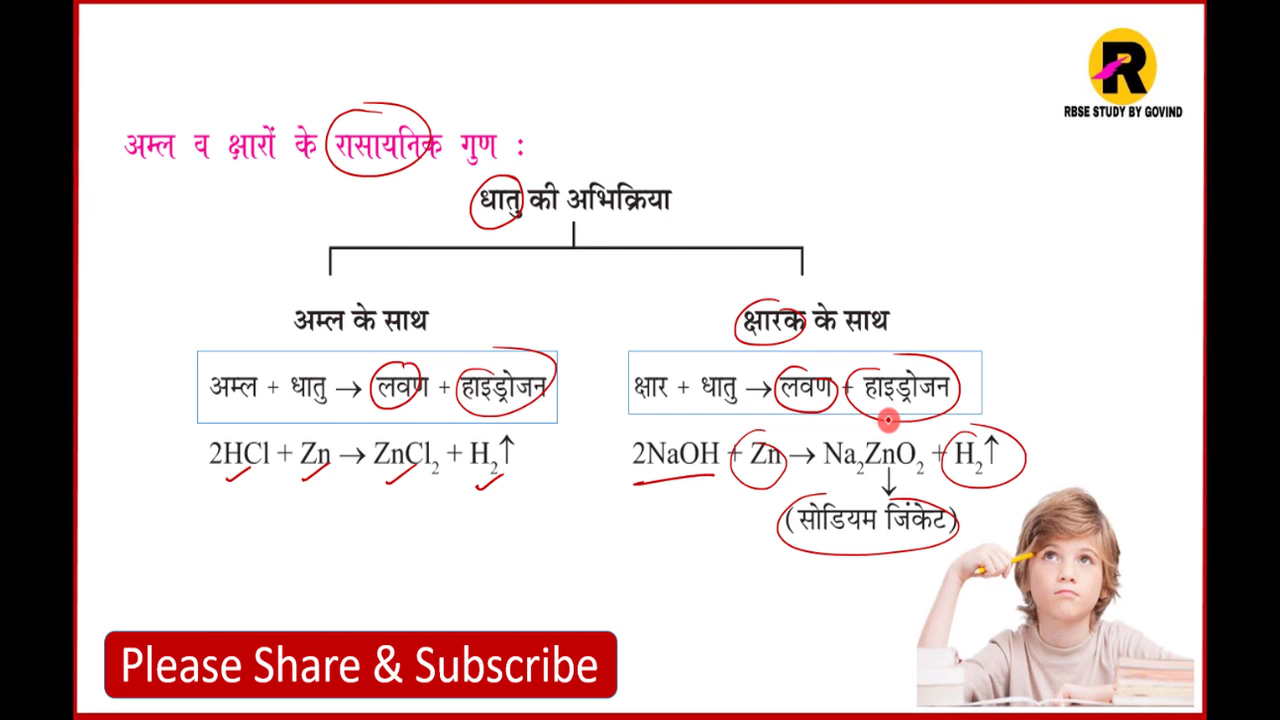 RBSE STUDY BY GOVIND
अम्ल व क्षारों के रासायनिक गुण :
धातु की अभिक्रिया
अम्ल के साथ
क्षारक के साथ
अम्ल + धातु → लवण + हाइड्रोजन
क्षार + धातु → लवण + हाइड्रोजन
2HCl + Zn → ZnCl₂ + H₂↑
2NaOH + Zn → Na₂ZnO₂ + H₂↑
(सोडियम जिंकेट)
Please Share & Subscribe